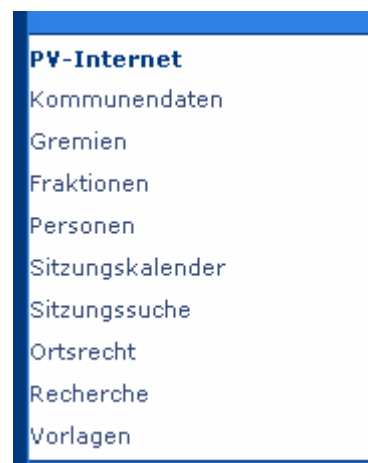 PV-Internet
Kommunendaten
Gremien
Fraktionen
Personen
Sitzungskalender
Sitzungssuche
Ortsrecht
Recherche
Vorlagen